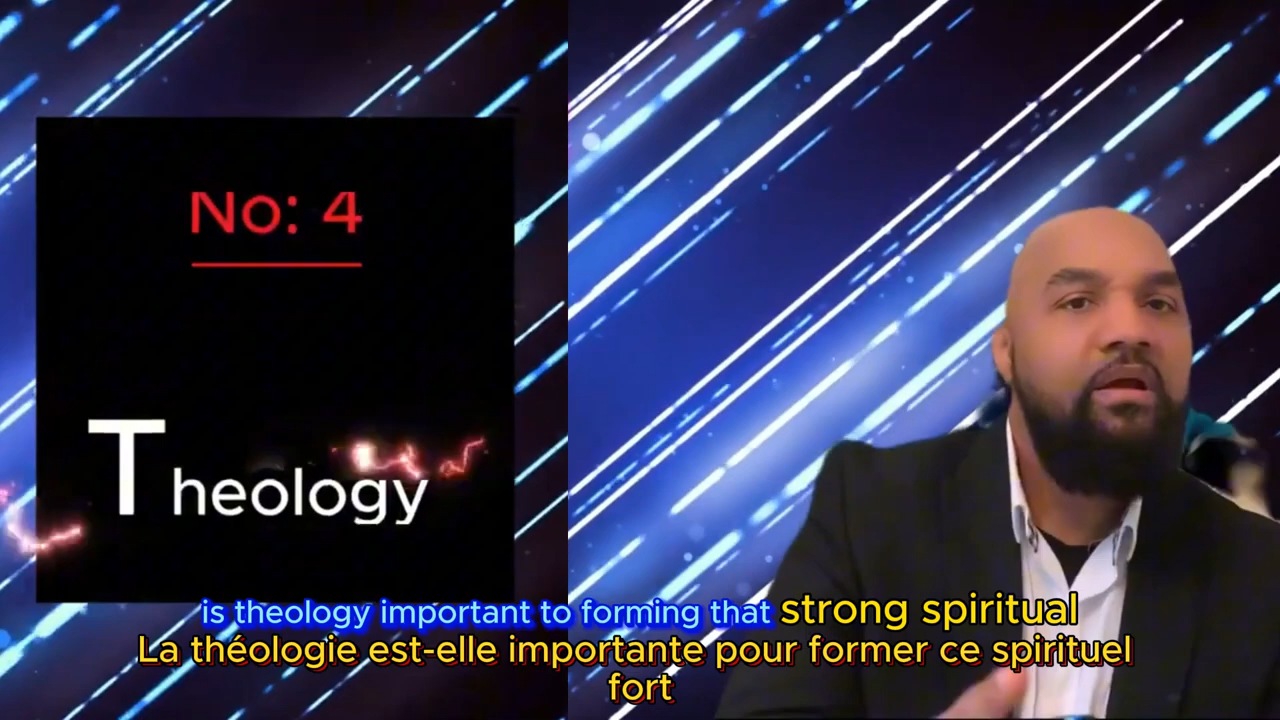 No: 4
Theology
is theology important to forming that strong spiritual
La théologie est-elle importante pour former ce spirituel
fort